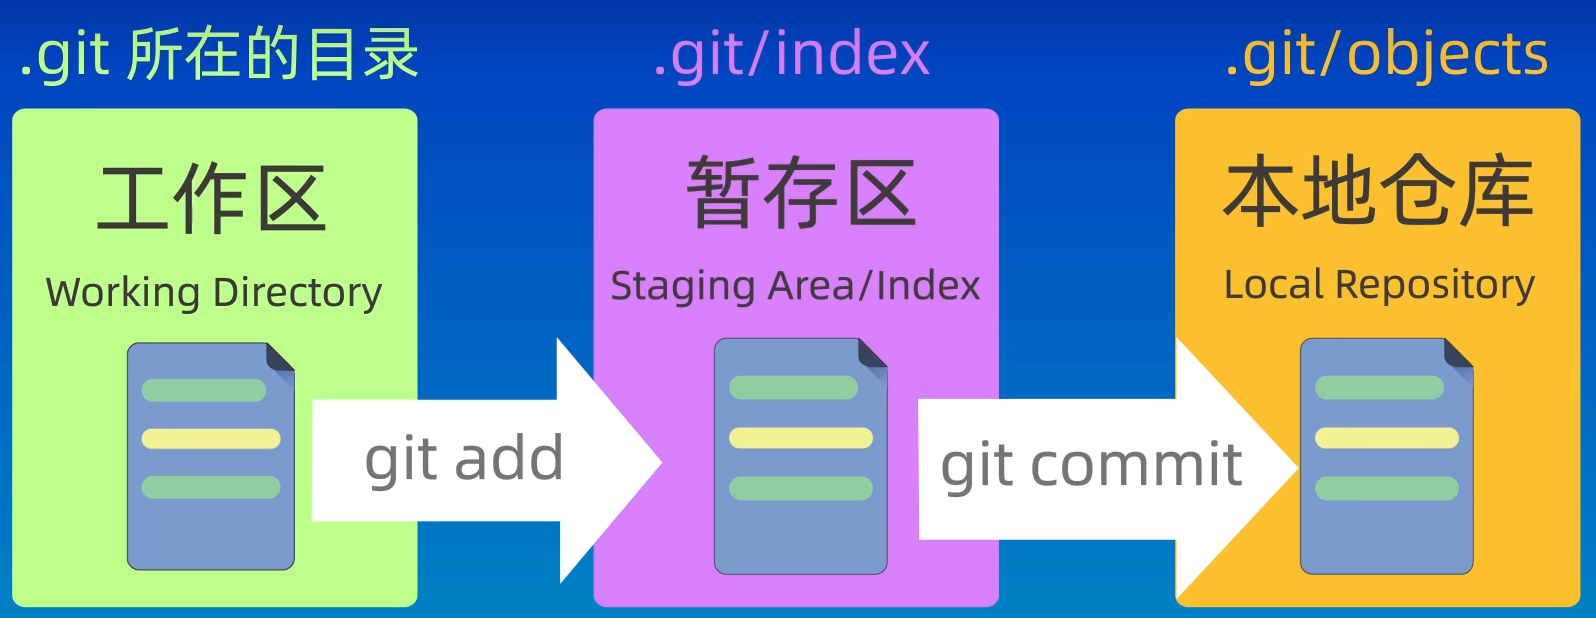 .git 所在的目录
.git/index
.git/objects
工作区
Working Directory
暂存区
Staging Area/Index
本地仓库
Local Repository
git add
git commit